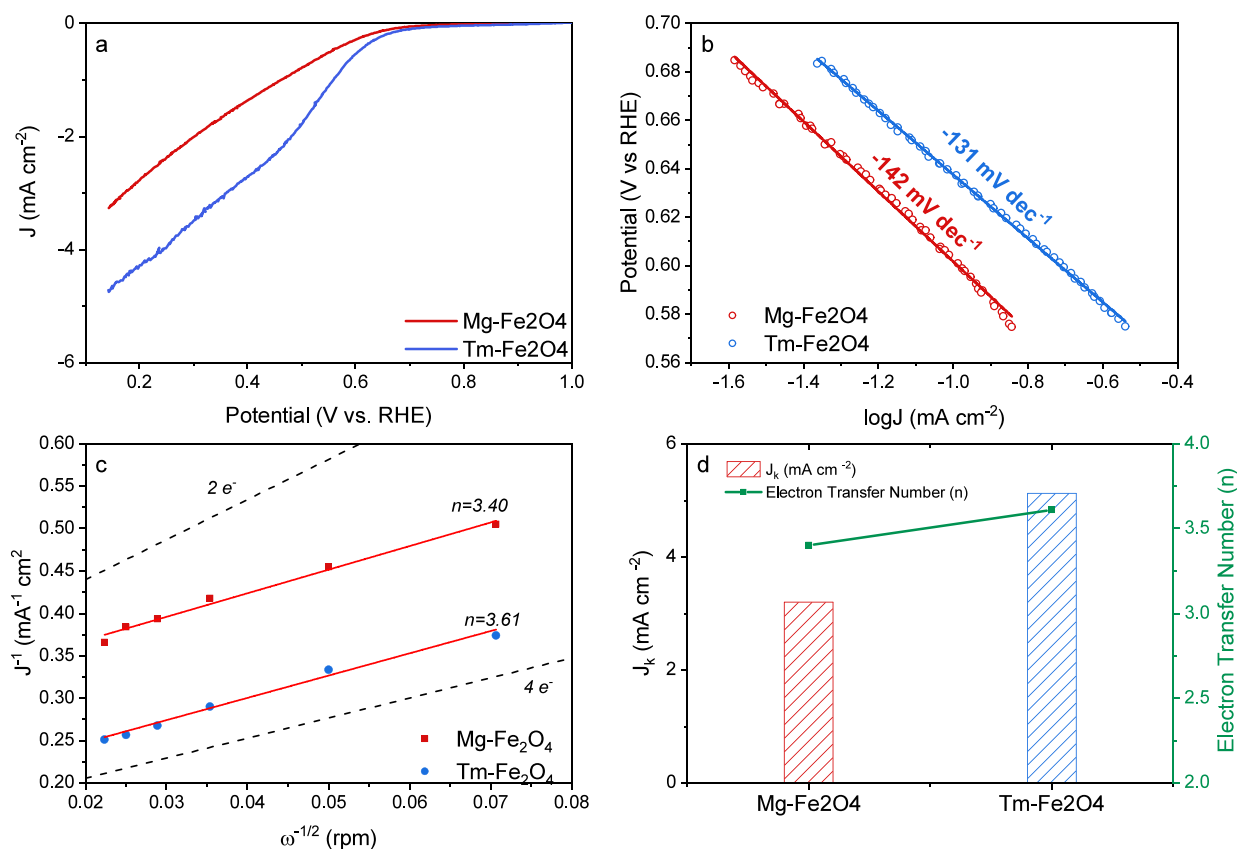 a
0
-2
-4
-6
J (mA cm⁻²)
Mg-Fe2O4
Tm-Fe2O4
0.2 0.4 0.6 0.8 1.0
Potential (V vs. RHE)
b
0.70
0.68
0.66
0.64
0.62
0.60
0.58
0.56
Potential (V vs RHE)
-131 mV dec⁻¹
-142 mV dec⁻¹
Mg-Fe2O4
Tm-Fe2O4
-1.6 -1.4 -1.2 -1.0 -0.8 -0.6 -0.4
logJ (mA cm⁻²)
c
0.60
0.55
0.50
0.45
0.40
0.35
0.30
0.25
0.20
J⁻¹ (mA⁻¹ cm²)
2 e⁻
n=3.40
n=3.61
4 e⁻
Mg-Fe₂O₄
Tm-Fe₂O₄
0.02 0.03 0.04 0.05 0.06 0.07 0.08
ω⁻¹/² (rpm)
d
6
4
2
0
Jₖ (mA cm ⁻²)
Jₖ (mA cm ⁻²)
Electron Transfer Number (n)
4.0
3.5
3.0
2.5
2.0
Electron Transfer Number (n)
Mg-Fe2O4 Tm-Fe2O4